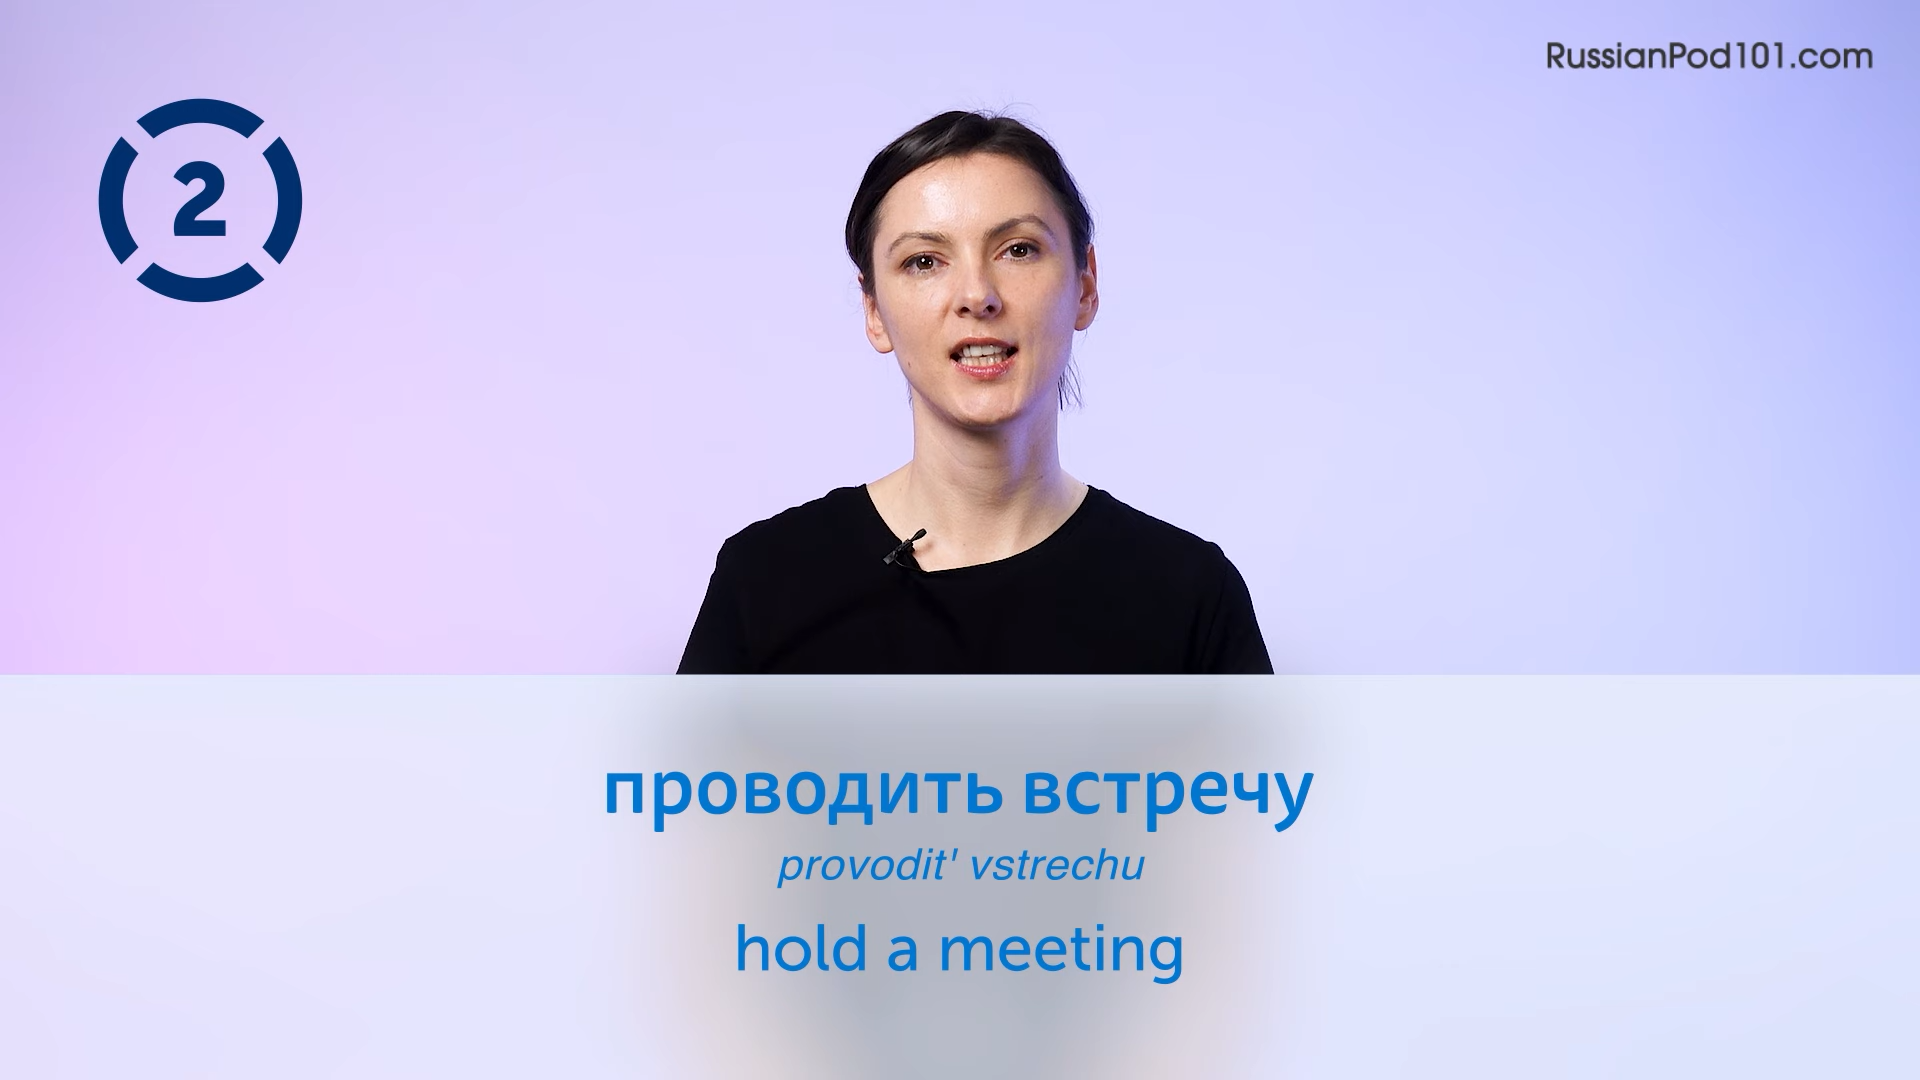 RussianPod101.com
2
проводить встречу
provodit' vstrechu
hold a meeting